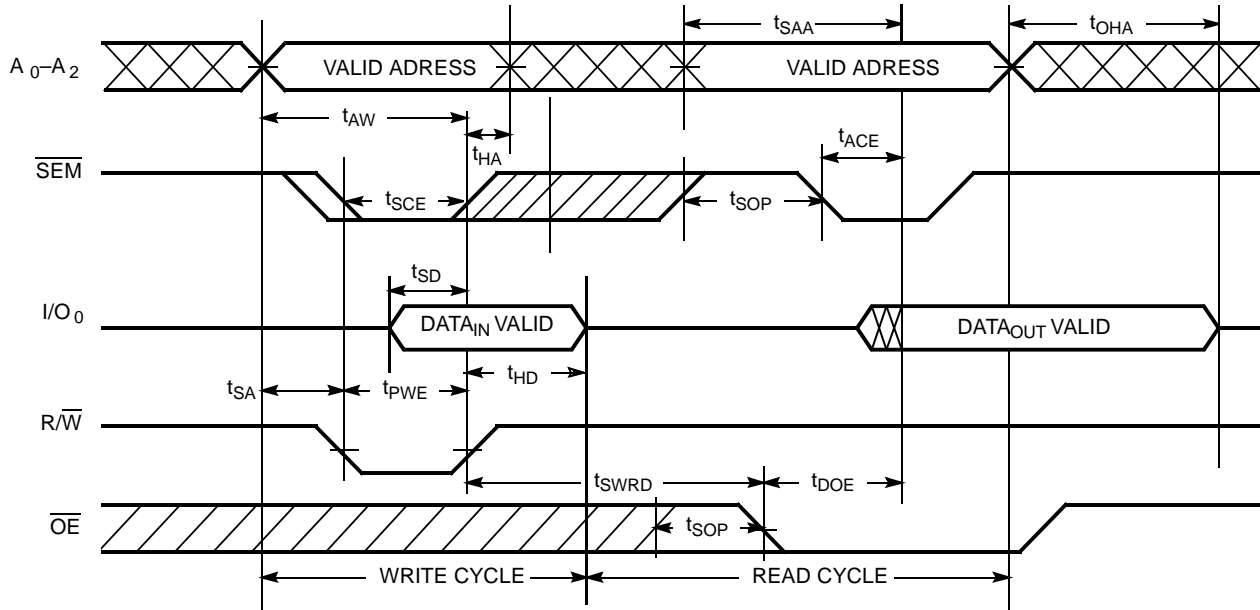 tSAA
tOHA
A0–A2
VALID ADRESS
VALID ADRESS
tAW
tHA
tACE
SEM
tSCE
tSOP
tSD
I/O0
DATAIN VALID
DATAOUT VALID
tSA
tPWE
tHD
R/W
tSWRD
tDOE
OE
tSOP
WRITE CYCLE
READ CYCLE